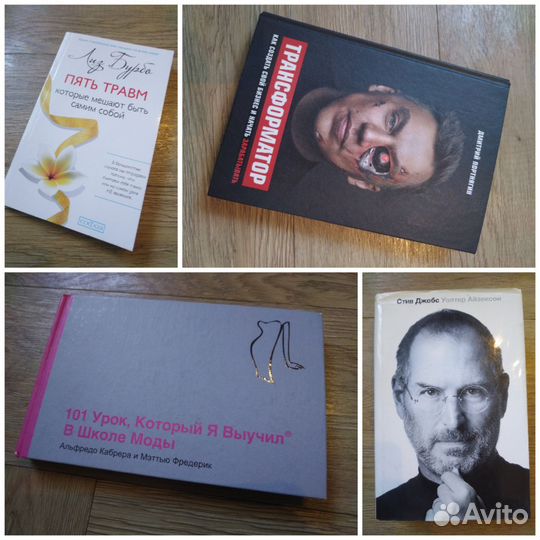 Лиз Бурбо
ПЯТЬ ТРАВМ
которые мешают быть
самим собой
СОФИЯ
ТРАНСФОРМАТОР
КАК СОЗДАТЬ СВОЙ БИЗНЕС И НАЧАТЬ ЗАРАБАТЫВАТЬ
ДМИТРИЙ ПОРТНЯГИН
101 Урок, Который Я Выучил®
В Школе Моды
Альфредо Кабрера и Мэттью Фредерик
Стив Джобс Уолтер Айзексон
Avito